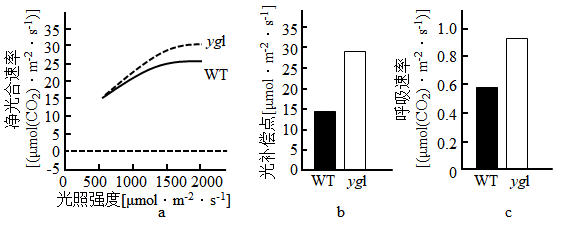 净光合速率
[(μmol(CO₂)·m-2·s-1)]
35
30
25
20
15
10
5
0
-5
ygl
WT
0 500 1000 1500 2000
光照强度[μmol·m-2·s-1)]
a
光补偿点[μmol·m-2·s-1)]
35
30
25
20
15
10
5
0
WT ygl
b
呼吸速率
[(μmol(CO₂)·m-2·s-1)]
1.0
0.8
0.6
0.4
0.2
0
WT ygl
c